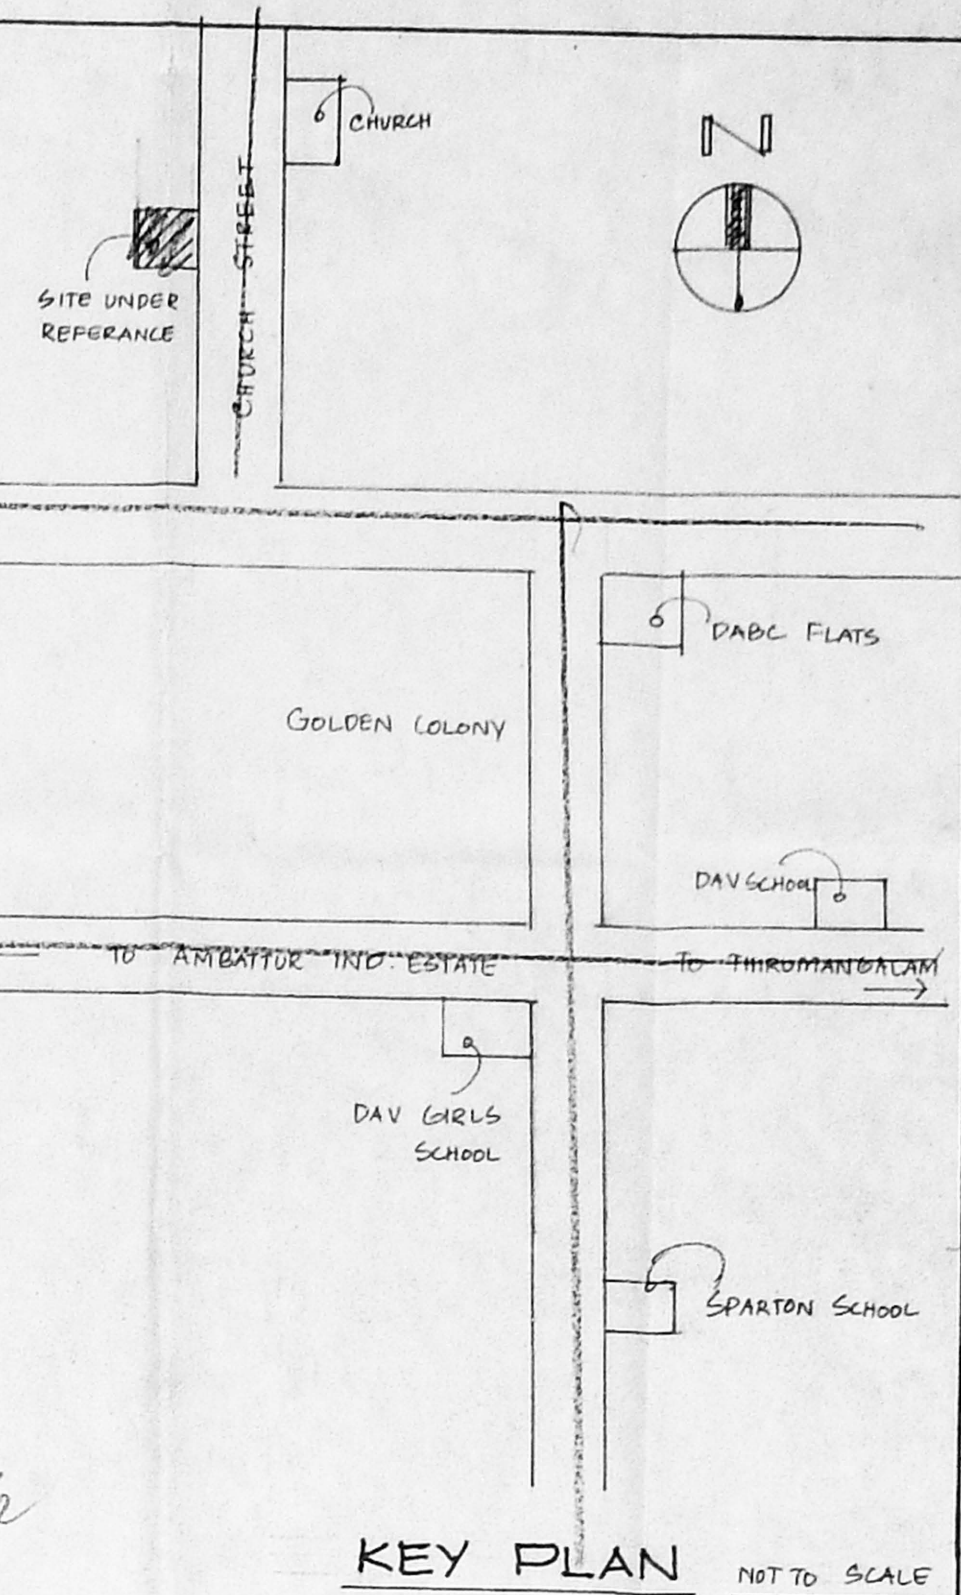 CHURCH
N
CHURCH STREET
SITE UNDER
REFERANCE
DABC FLATS
GOLDEN COLONY
DAV SCHOOL
TO AMBATTUR IND. ESTATE
TO THIRUMANGALAM
DAV GIRLS
SCHOOL
SPARTON SCHOOL
KEY PLAN
NOT TO SCALE